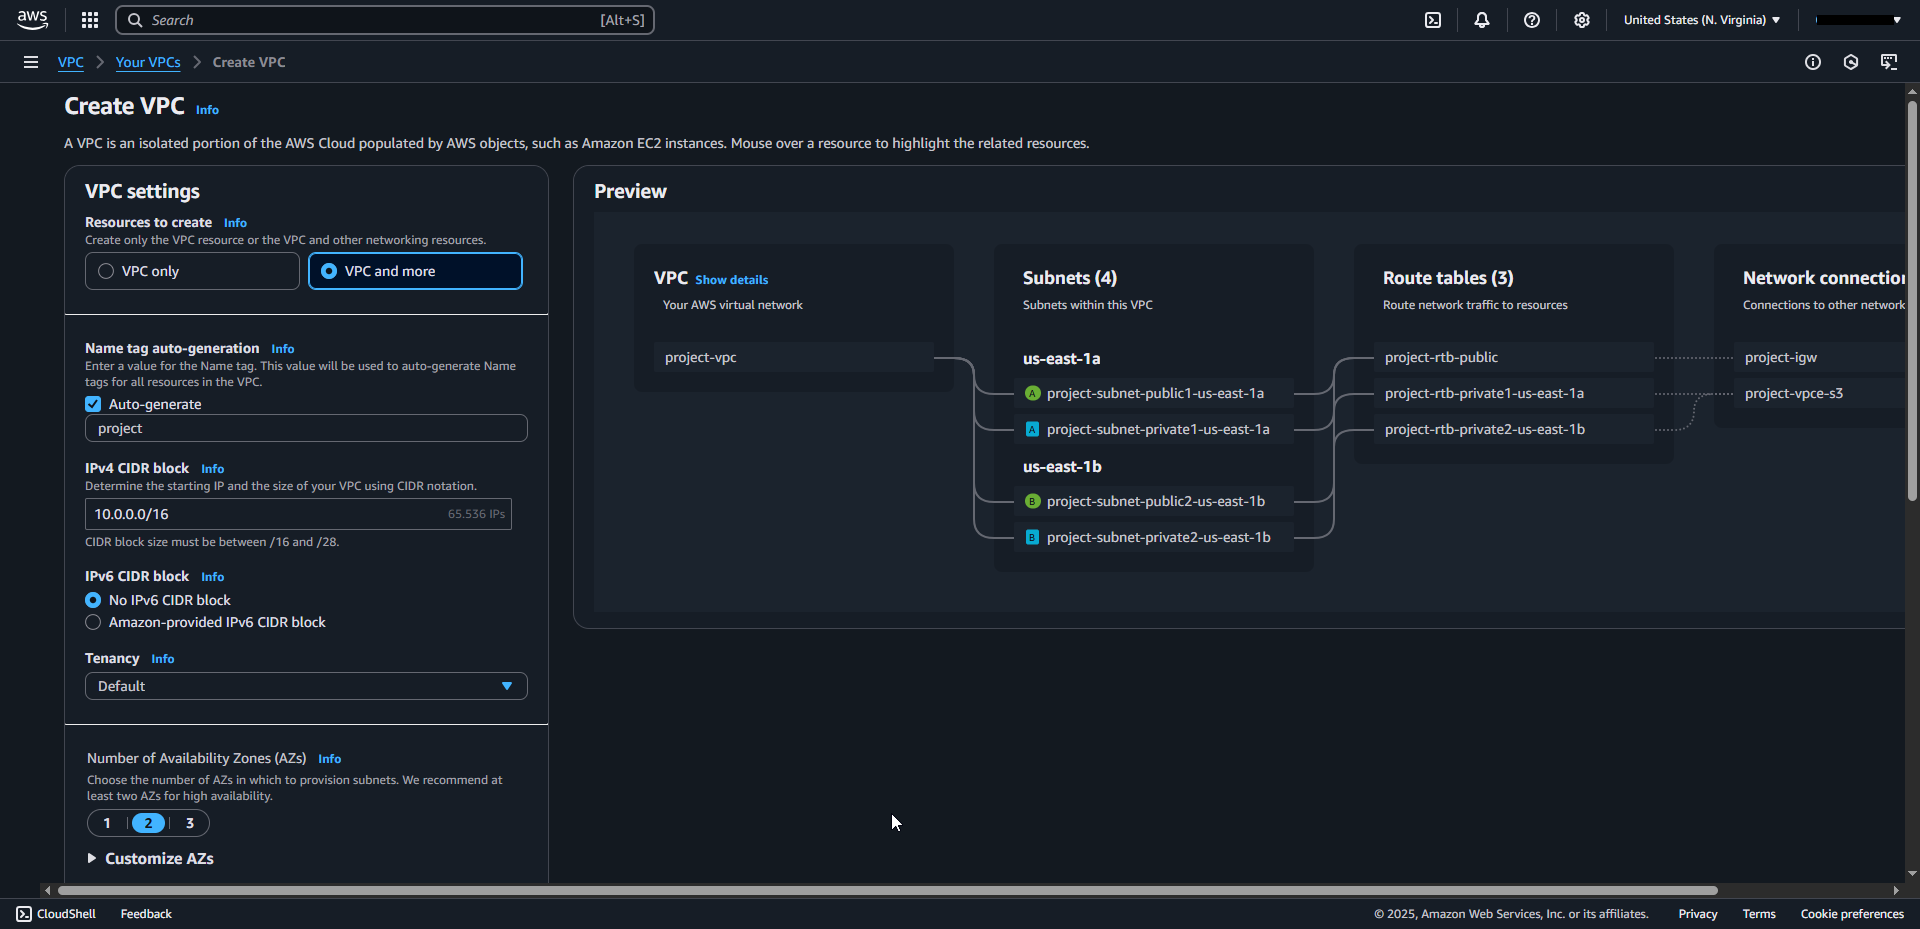 aws
Search [Alt+S]
United States (N. Virginia)
VPC Your VPCs Create VPC
Create VPC Info
A VPC is an isolated portion of the AWS Cloud populated by AWS objects, such as Amazon EC2 instances. Mouse over a resource to highlight the related resources.
VPC settings
Resources to create Info
Create only the VPC resource or the VPC and other networking resources.
VPC only
VPC and more
Name tag auto-generation Info
Enter a value for the Name tag. This value will be used to auto-generate Name
tags for all resources in the VPC.
Auto-generate
project
IPv4 CIDR block Info
Determine the starting IP and the size of your VPC using CIDR notation.
10.0.0.0/16 65.536 IPs
CIDR block size must be between /16 and /28.
IPv6 CIDR block Info
No IPv6 CIDR block
Amazon-provided IPv6 CIDR block
Tenancy Info
Default
Number of Availability Zones (AZs) Info
Choose the number of AZs in which to provision subnets. We recommend at
least two AZs for high availability.
1 2 3
Customize AZs
Preview
VPC Show details
Your AWS virtual network
project-vpc
Subnets (4)
Subnets within this VPC
us-east-1a
A project-subnet-public1-us-east-1a
A project-subnet-private1-us-east-1a
us-east-1b
B project-subnet-public2-us-east-1b
B project-subnet-private2-us-east-1b
Route tables (3)
Route network traffic to resources
project-rtb-public
project-rtb-private1-us-east-1a
project-rtb-private2-us-east-1b
Network connection
Connections to other network
project-igw
project-vpce-s3
CloudShell Feedback © 2025, Amazon Web Services, Inc. or its affiliates. Privacy Terms Cookie preferences